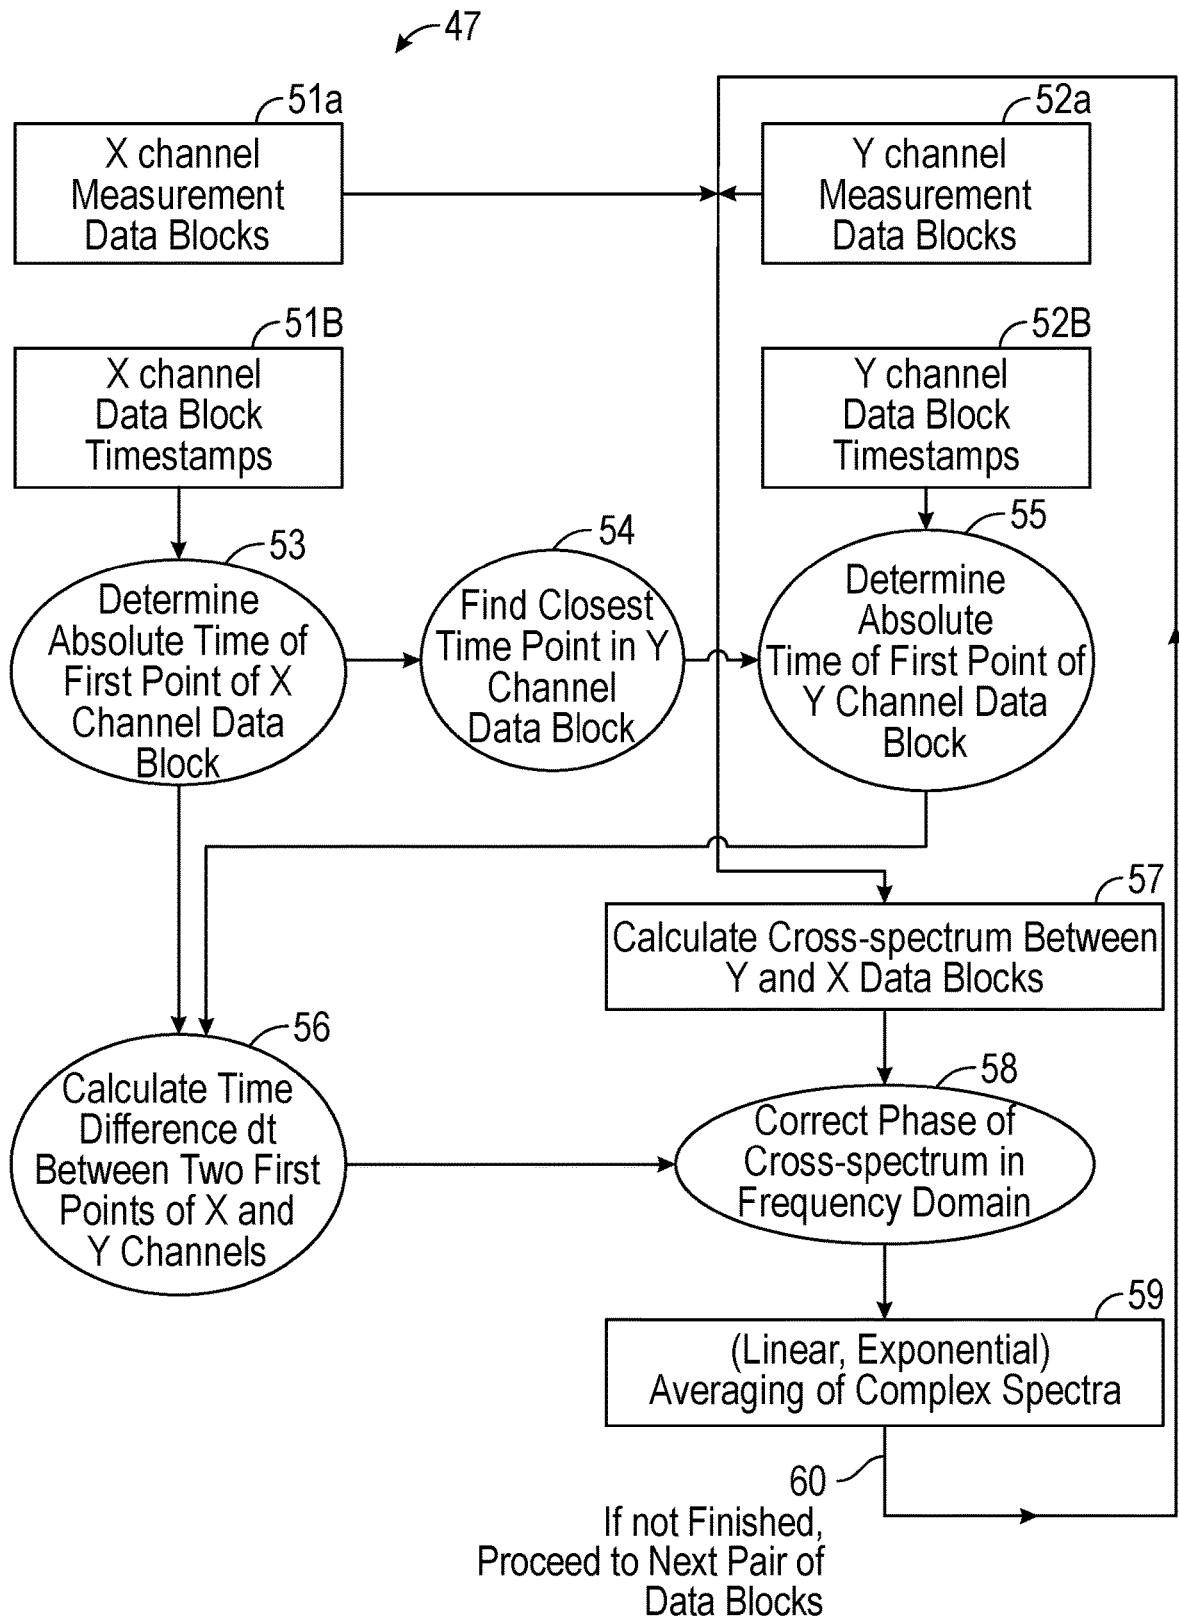 47
51a
X channel
Measurement
Data Blocks
52a
Y channel
Measurement
Data Blocks
51B
X channel
Data Block
Timestamps
52B
Y channel
Data Block
Timestamps
53
Determine
Absolute Time of
First Point of X
Channel Data
Block
54
Find Closest
Time Point in Y
Channel
Data Block
55
Determine
Absolute
Time of First Point of
Y Channel Data
Block
56
Calculate Time
Difference dt
Between Two First
Points of X and
Y Channels
57
Calculate Cross-spectrum Between
Y and X Data Blocks
58
Correct Phase of
Cross-spectrum in
Frequency Domain
59
(Linear, Exponential)
Averaging of Complex Spectra
60
If not Finished,
Proceed to Next Pair of
Data Blocks